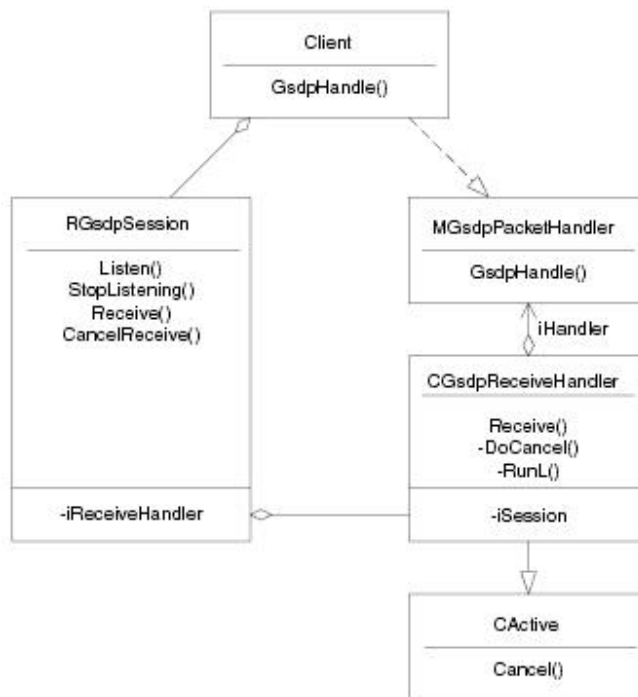 Client
GsdpHandle()
RGsdpSession
Listen()
StopListening()
Receive()
CancelReceive()
-iReceiveHandler
MGsdpPacketHandler
GsdpHandle()
iHandler
CGsdpReceiveHandler
Receive()
-DoCancel()
-RunL()
-iSession
CActive
Cancel()